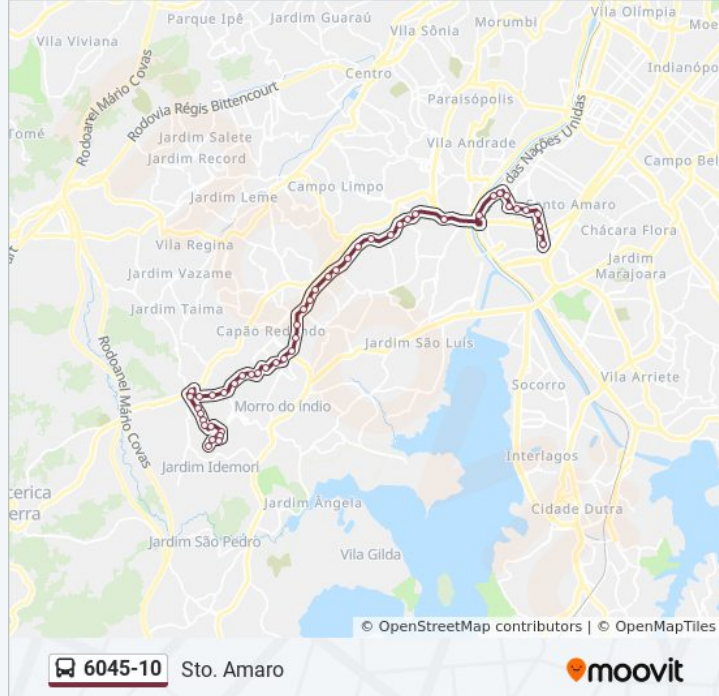 Parque Ipê
Jardim Guaraú
Morumbi
Vila Olímpia
Moe
Vila Viviana
Vila Sônia
Centro
Indianóp
Rodoanel Mário Covas
Rodovia Régis Bittencourt
Paraisópolis
das Nações Unidas
Tomé
Jardim Salete
Jardim Record
Vila Andrade
Campo Bel
Jardim Leme
Campo Limpo
Santo Amaro
Chácara Flora
Vila Regina
Jardim Vazame
Jardim Marajoara
Jardim Taima
Capão Redondo
Jardim São Luís
Rodoanel Mário Covas
Socorro
Vila Arriete
Morro do Índio
Jardim Idemori
Interlagos
cerica
erra
Jardim Ângela
Cidade Dutra
Jardim São Pedro
Vila Gilda
© OpenStreetMap contributors | © OpenMapTiles
6045-10 Sto. Amaro
moovit